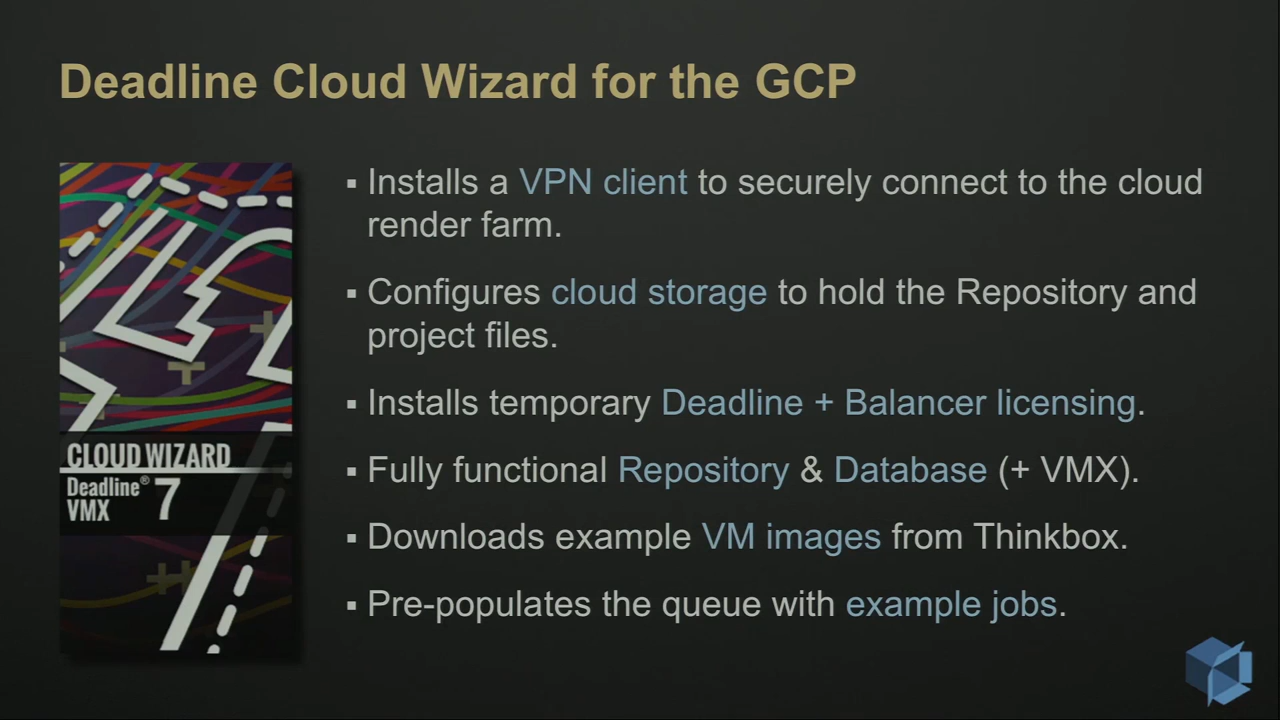 Deadline Cloud Wizard for the GCP
▪ Installs a VPN client to securely connect to the cloud
render farm.
▪ Configures cloud storage to hold the Repository and
project files.
▪ Installs temporary Deadline + Balancer licensing.
▪ Fully functional Repository & Database (+ VMX).
▪ Downloads example VM images from Thinkbox.
▪ Pre-populates the queue with example jobs.
CLOUD WIZARD
Deadline® 7
VMX